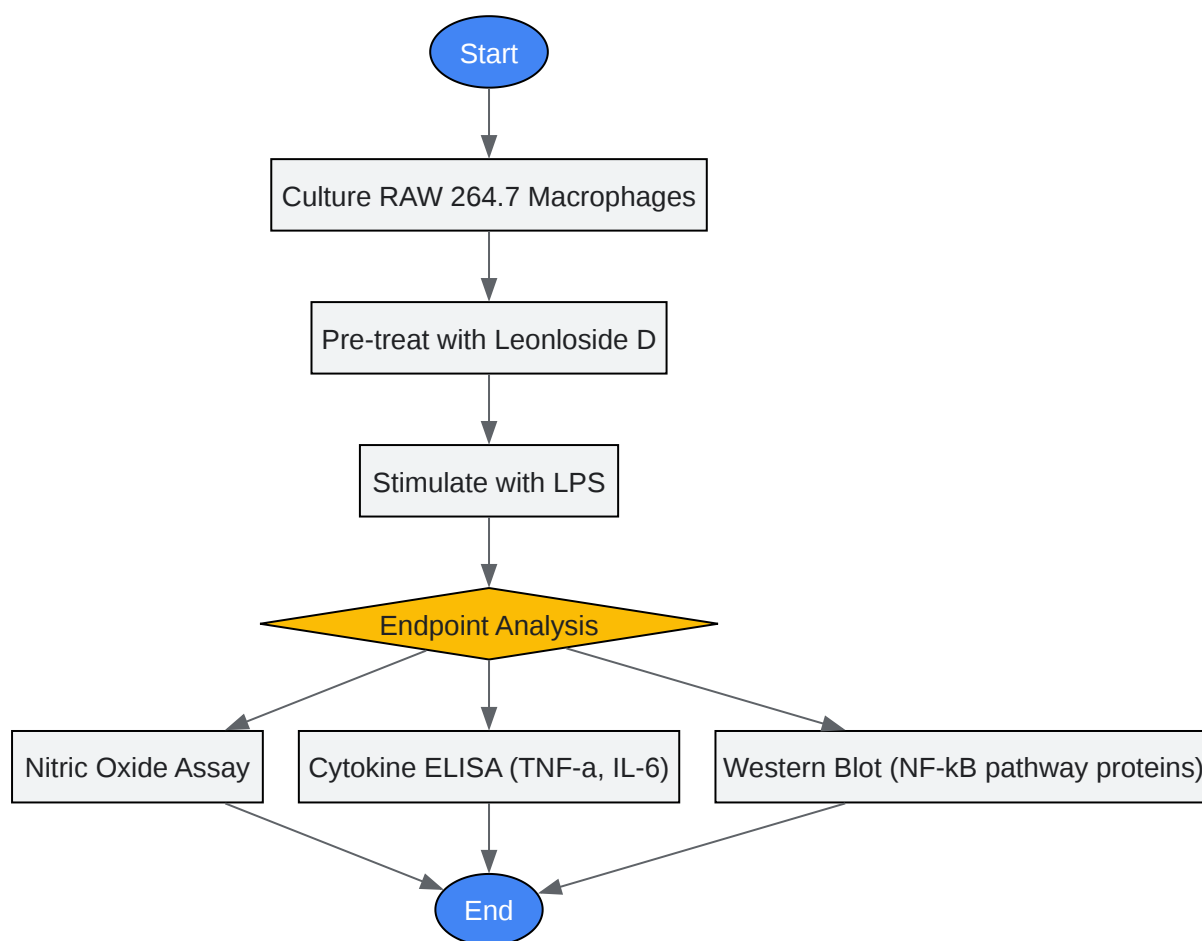 Start
Culture RAW 264.7 Macrophages
Pre-treat with Leonloside D
Stimulate with LPS
Endpoint Analysis
Nitric Oxide Assay
Cytokine ELISA (TNF-a, IL-6)
Western Blot (NF-kB pathway proteins)
End